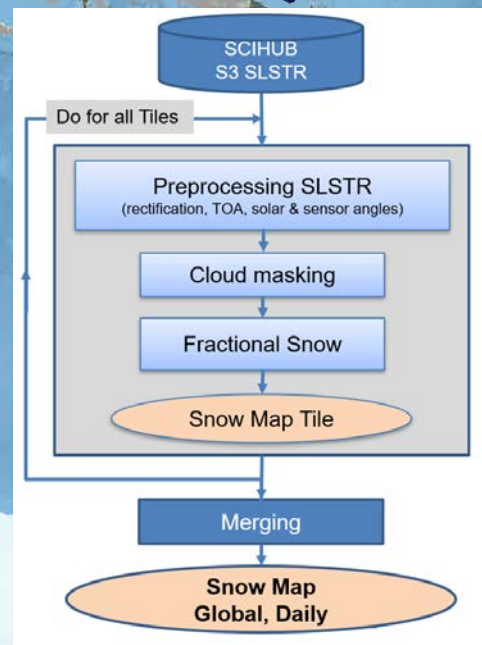 SCIHUB
S3 SLSTR
Do for all Tiles
Preprocessing SLSTR
(rectification, TOA, solar & sensor angles)
Cloud masking
Fractional Snow
Snow Map Tile
Merging
Snow Map
Global, Daily